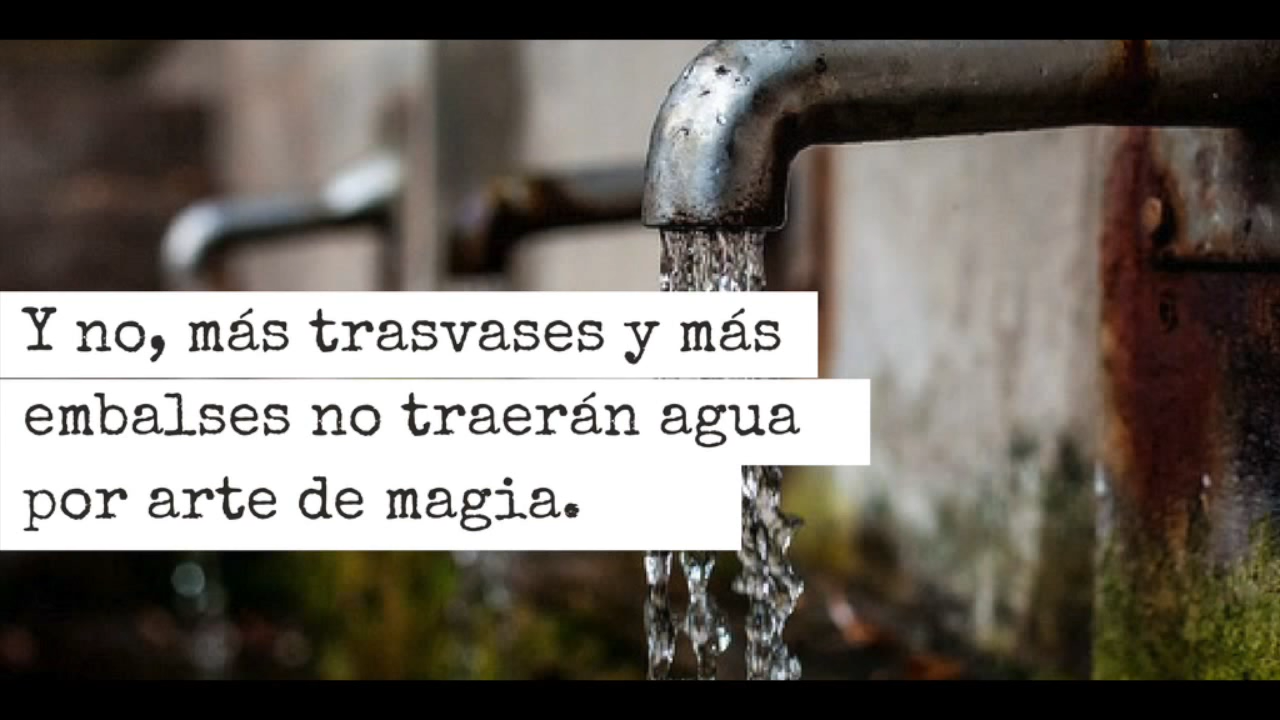 Y no, más trasvases y más
embalses no traerán agua
por arte de magia.